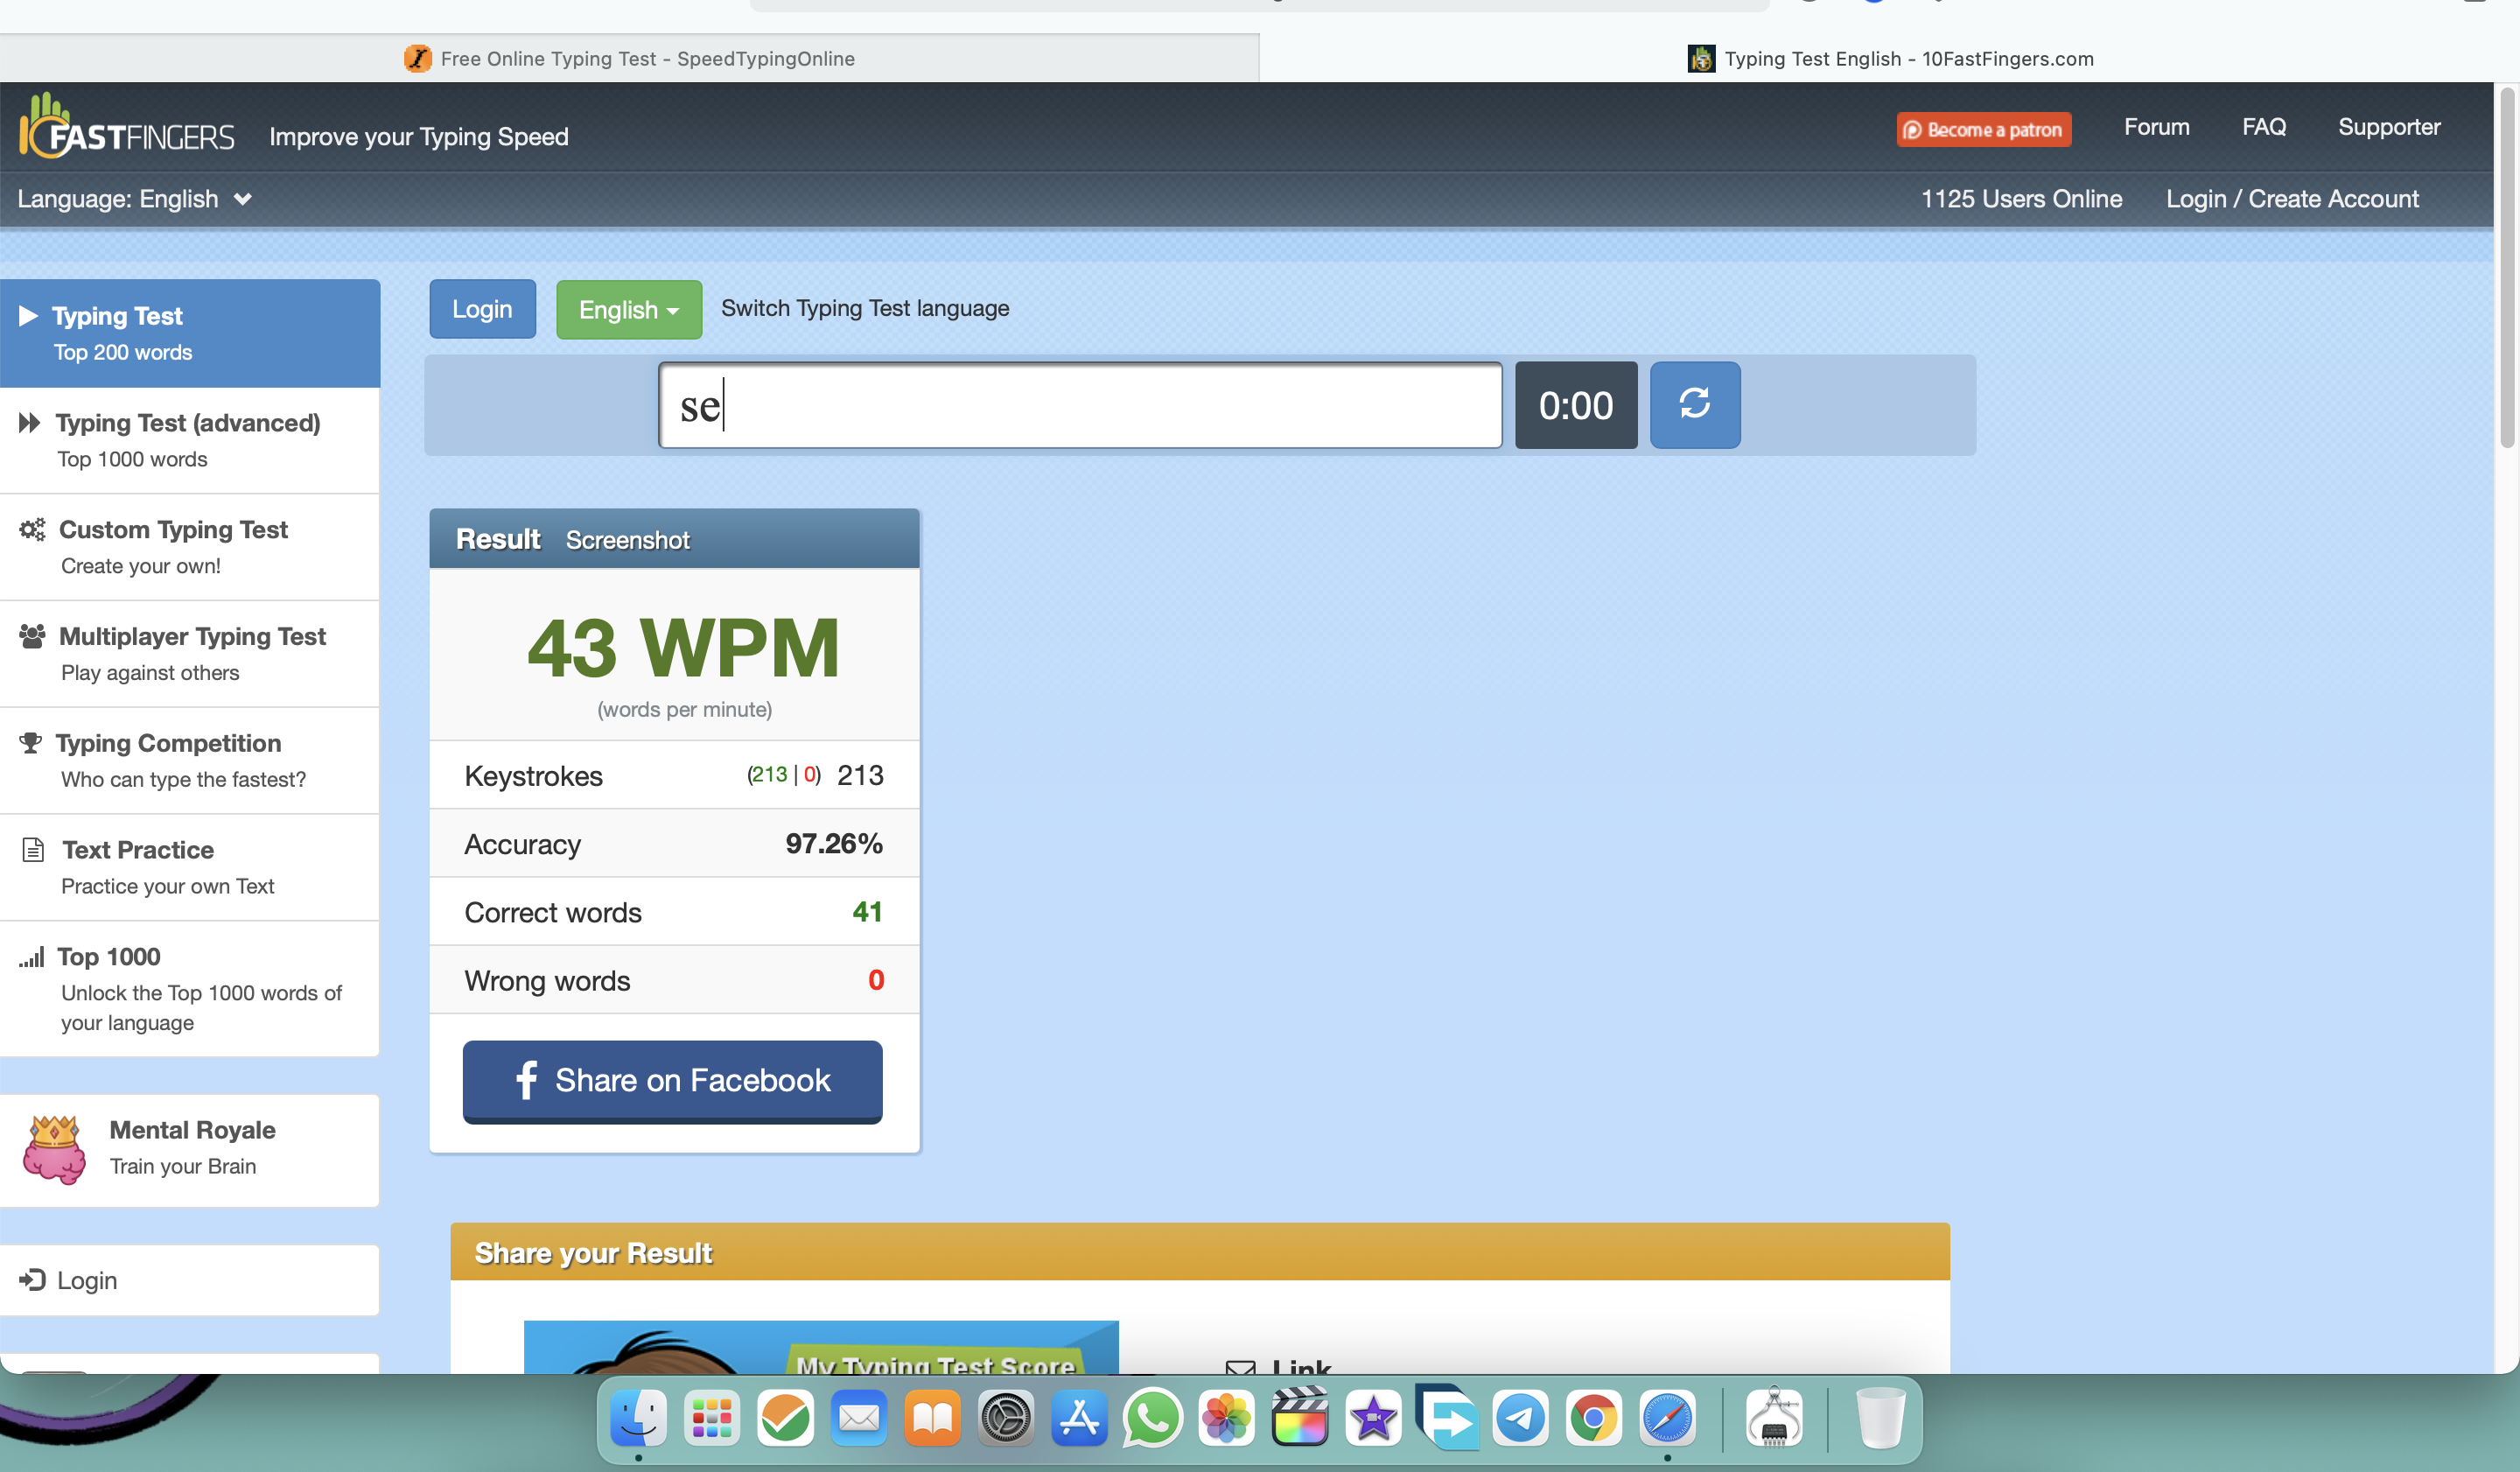 Free Online Typing Test - SpeedTypingOnline
Typing Test English - 10FastFingers.com
10FASTFINGERS
Improve your Typing Speed
Become a patron
Forum
FAQ
Supporter
Language: English
1125 Users Online
Login / Create Account
Typing Test
Top 200 words
Typing Test (advanced)
Top 1000 words
Custom Typing Test
Create your own!
Multiplayer Typing Test
Play against others
Typing Competition
Who can type the fastest?
Text Practice
Practice your own Text
Top 1000
Unlock the Top 1000 words of
your language
Mental Royale
Train your Brain
Login
Login
English
Switch Typing Test language
se
0:00
Result Screenshot
43 WPM
(words per minute)
Keystrokes (213 | 0) 213
Accuracy 97.26%
Correct words 41
Wrong words 0
Share on Facebook
Share your Result
My Typing Test Score
Link